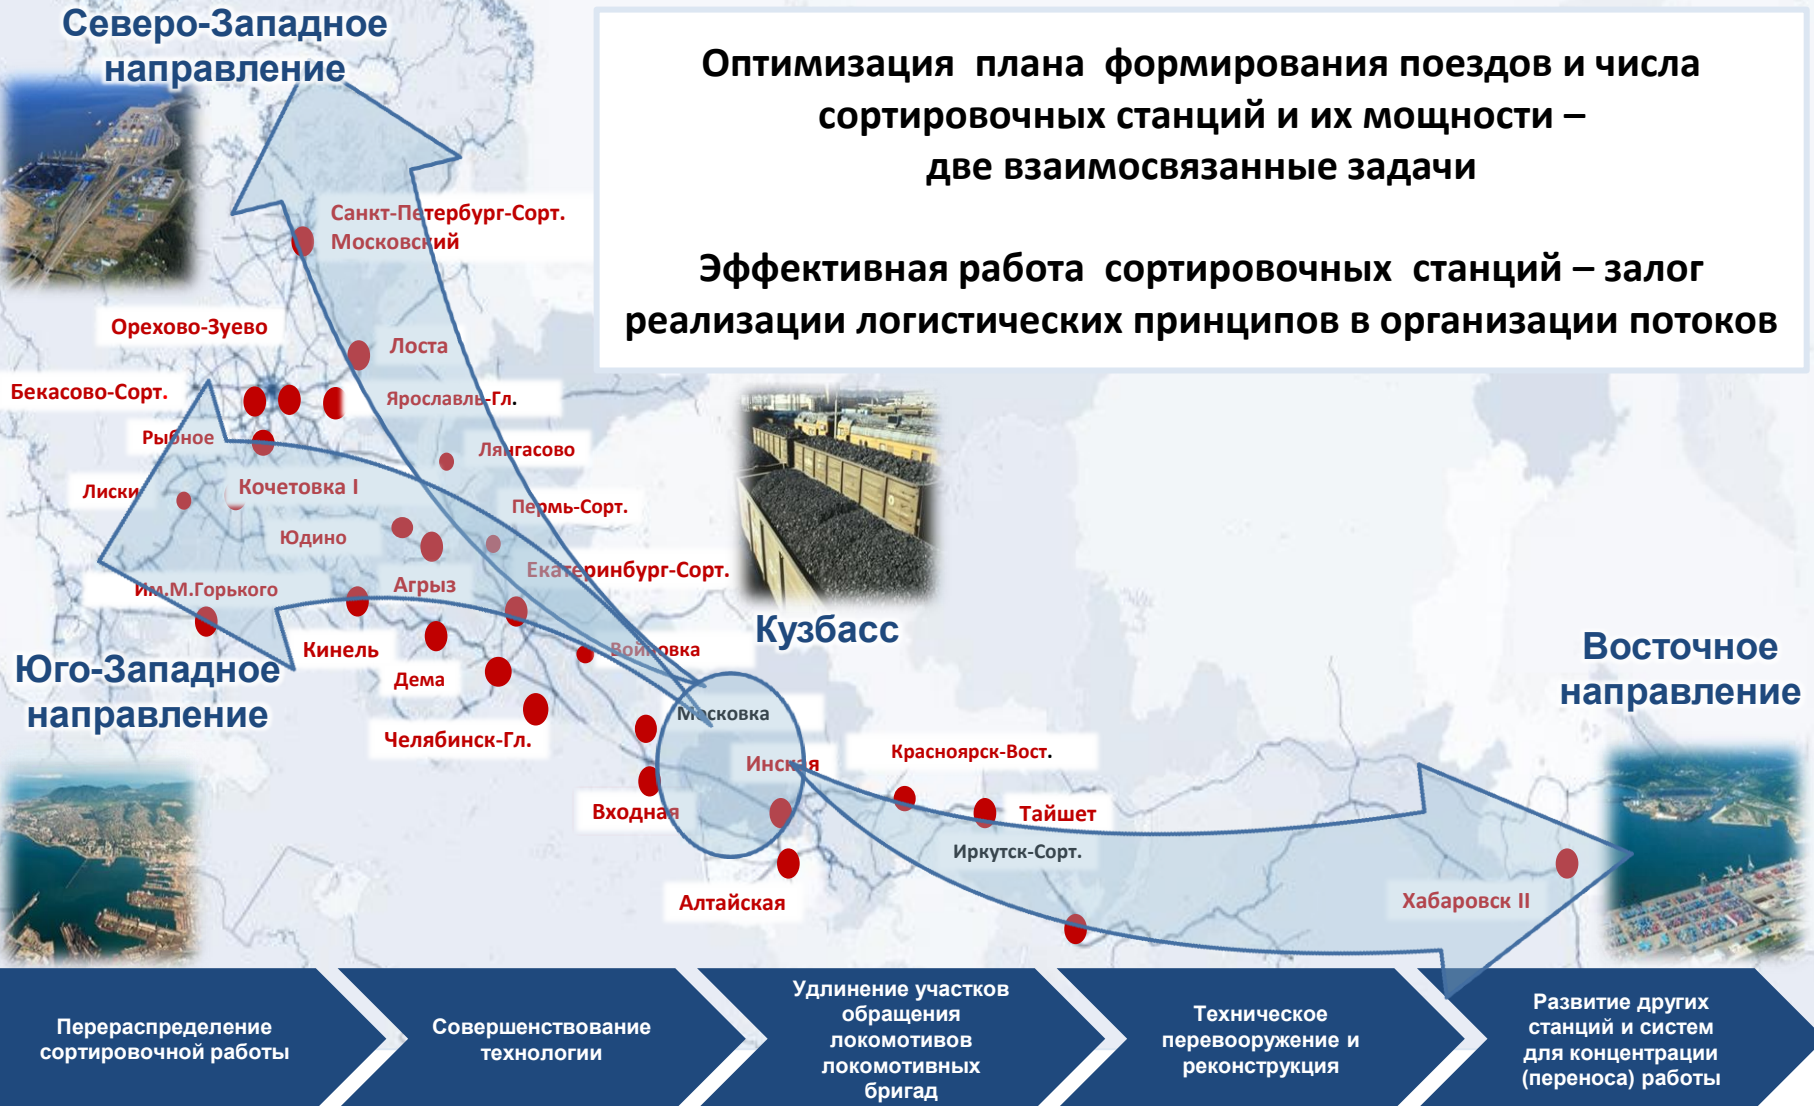 Северо-Западное
направление
Оптимизация плана формирования поездов и числа
сортировочных станций и их мощности –
две взаимосвязанные задачи
Эффективная работа сортировочных станций – залог
реализации логистических принципов в организации потоков
Санкт-Петербург-Сорт.
Московский
Орехово-Зуево
Лоста
Бекасово-Сорт.
Ярославль-Гл.
Рыбное
Лянгасово
Лиски
Кочетовка I
Пермь-Сорт.
Юдино
Екатеринбург-Сорт.
Им.М.Горького
Агрыз
Кузбасс
Кинель
Войновка
Юго-Западное
направление
Дема
Восточное
направление
Московка
Челябинск-Гл.
Инская
Красноярск-Вост.
Входная
Тайшет
Иркутск-Сорт.
Алтайская
Хабаровск II
Перераспределение
сортировочной работы
Совершенствование
технологии
Удлинение участков
обращения
локомотивов
локомотивных
бригад
Техническое
перевооружение и
реконструкция
Развитие других
станций и систем
для концентрации
(переноса) работы